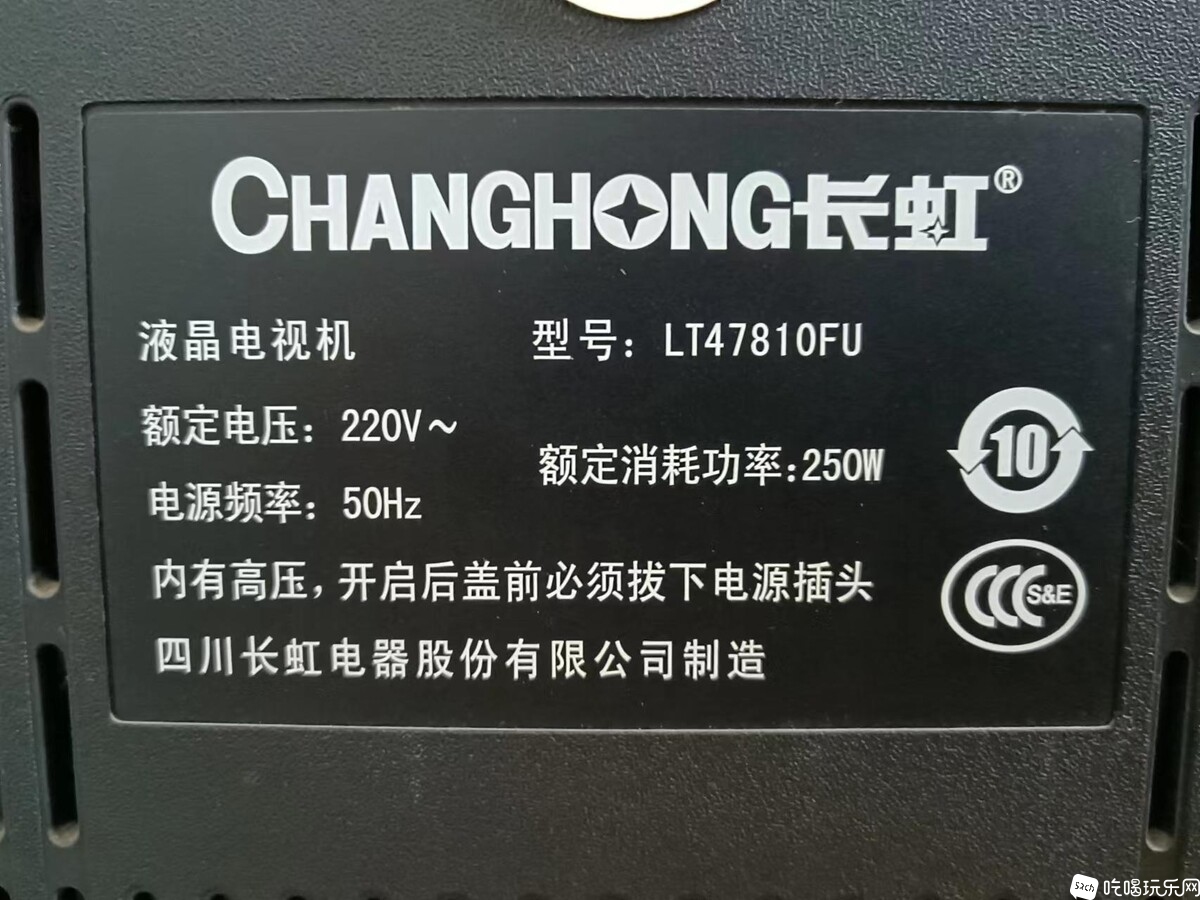 CHANGHONG长虹®
液晶电视机 型号：LT47810FU
额定电压：220V～
额定消耗功率:250W
电源频率：50Hz
10
内有高压，开启后盖前必须拔下电源插头
CCC S&E
四川长虹电器股份有限公司制造
52ch 吃喝玩乐网